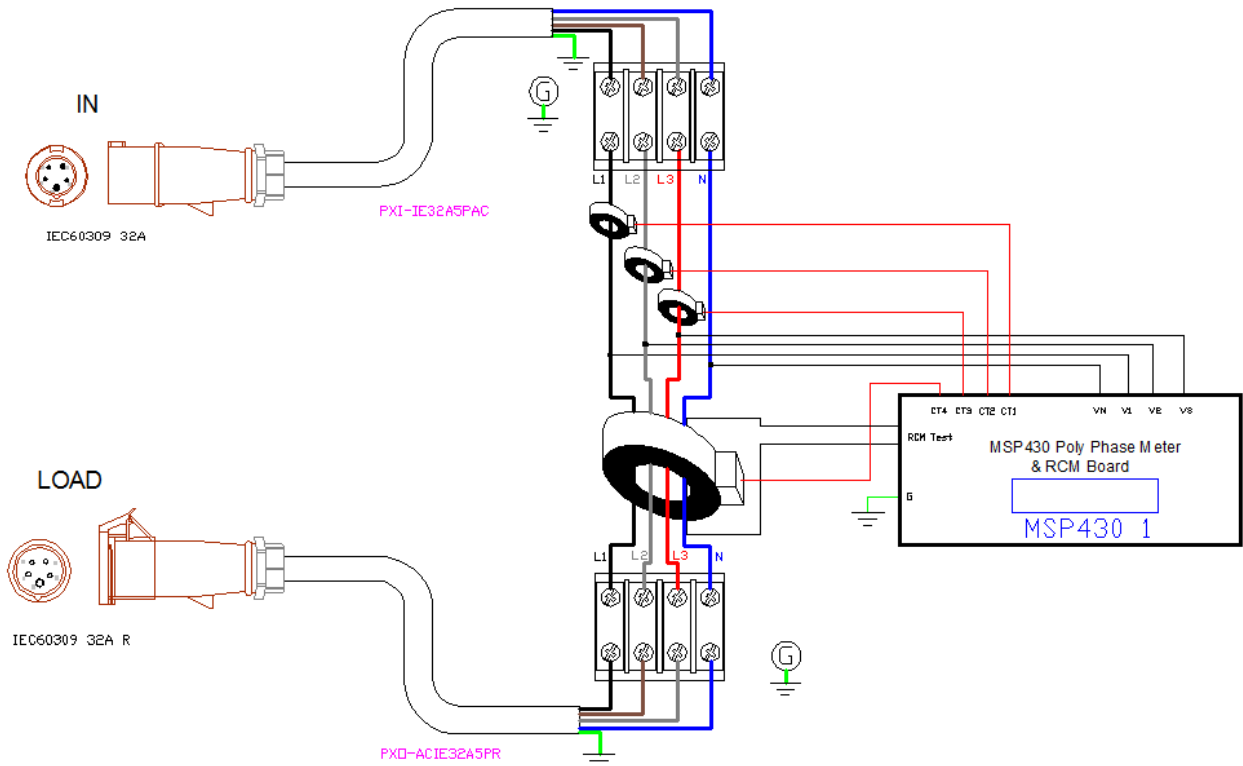 IN
G
L1 L2 L3 N
PXI-IE32A5PAC
IEC60309 32A
CT4 CT3 CT2 CT1 VN V1 V2 V3
RCM Test
MSP430 Poly Phase Meter
& RCM Board
G
MSP430 1
LOAD
L1 L2 L3 N
IEC60309 32A R
G
PXO-ACIE32A5PR